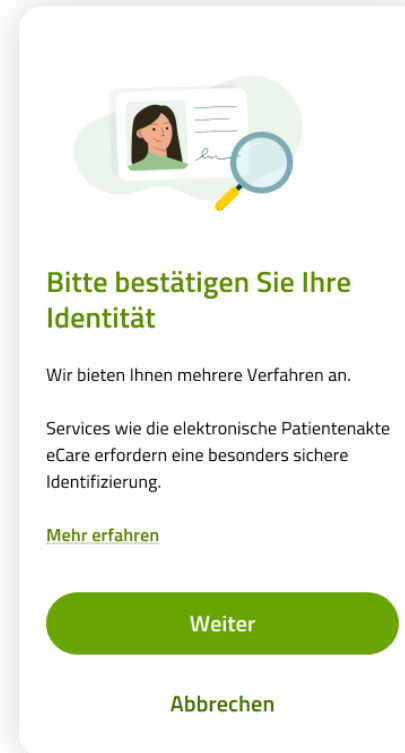 Bitte bestätigen Sie Ihre
Identität
Wir bieten Ihnen mehrere Verfahren an.
Services wie die elektronische Patientenakte
eCare erfordern eine besonders sichere
Identifizierung.
Mehr erfahren
Weiter
Abbrechen